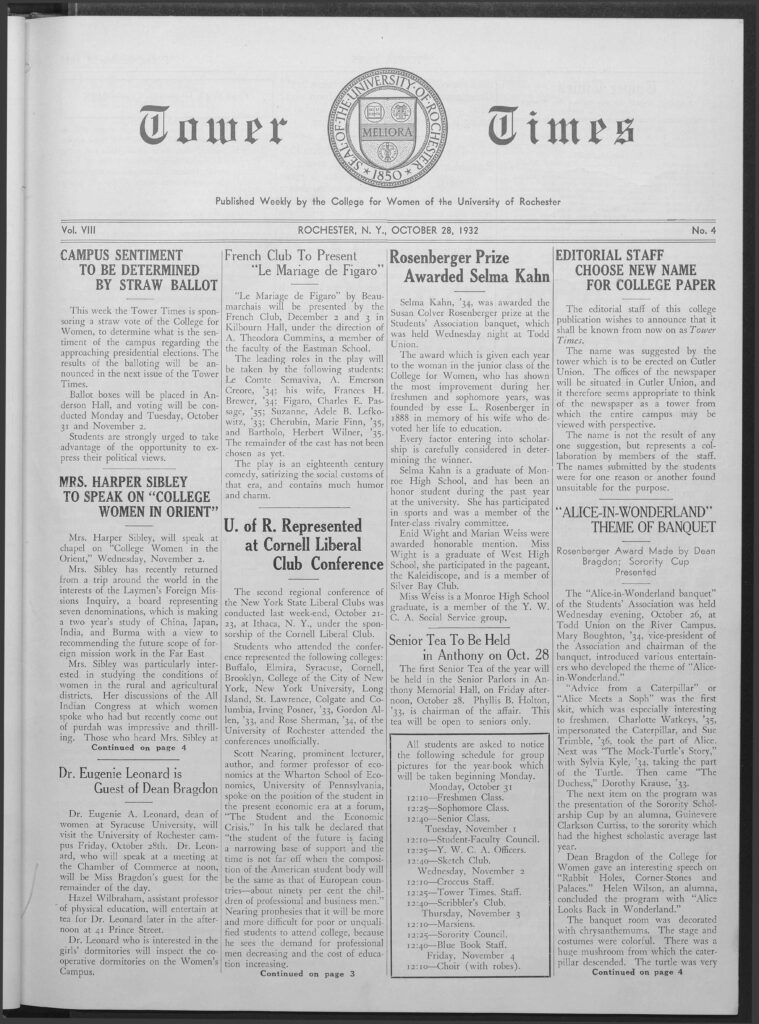 Tower Times
SEAL·OF·THE·UNIVERSITY·OF·ROCHESTER
MELIORA
★1850★
Published Weekly by the College for Women of the University of Rochester
Vol. VIII ROCHESTER, N. Y., OCTOBER 28, 1932 No. 4
CAMPUS SENTIMENT
TO BE DETERMINED
BY STRAW BALLOT
This week the Tower Times is spon-
soring a straw vote of the College for
Women, to determine what is the sen-
timent of the campus regarding the
approaching presidential elections. The
results of the balloting will be an-
nounced in the next issue of the Tower
Times.
Ballot boxes will be placed in An-
derson Hall, and voting will be con-
ducted Monday and Tuesday, October
31 and November 2.
Students are strongly urged to take
advantage of the opportunity to ex-
press their political views.
MRS. HARPER SIBLEY
TO SPEAK ON "COLLEGE
WOMEN IN ORIENT"
Mrs. Harper Sibley, will speak at
chapel on "College Women in the
Orient," Wednesday, November 2.
Mrs. Sibley has recently returned
from a trip around the world in the
interests of the Laymen's Foreign Mis-
sions Inquiry, a board representing
seven denominations, which is making
a two year's study of China, Japan,
India, and Burma with a view to
recommending the future scope of for-
eign mission work in the Far East
Mrs. Sibley was particularly inter-
ested in studying the conditions of
women in the rural and agricultural
districts. Her discussions of the All
Indian Congress at which women
spoke who had but recently come out
of purdah was impressive and thrill-
ing. Those who heard Mrs. Sibley at
Continued on page 4
Dr. Eugenie Leonard is
Guest of Dean Bragdon
Dr. Eugenie A. Leonard, dean of
women at Syracuse University, will
visit the University of Rochester cam-
pus Friday, October 28th. Dr. Leon-
ard, who will speak at a meeting at
the Chamber of Commerce at noon,
will be Miss Bragdon's guest for the
remainder of the day.
Hazel Wilbraham, assistant professor
of physical education, will entertain at
tea for Dr. Leonard later in the after-
noon at 41 Prince Street.
Dr. Leonard who is interested in the
girls' dormitories will inspect the co-
operative dormitories on the Women's
Campus.
French Club To Present
"Le Mariage de Figaro"
"Le Mariage de Figaro" by Beau-
marchais will be presented by the
French Club, December 2 and 3 in
Kilbourn Hall, under the direction of
A. Theodora Cummins, a member of
the faculty of the Eastman School.
The leading roles in the play will
be taken by the following students:
Le Comte Semaviva, A. Emerson
Creore, '34; his wife, Frances H.
Brewer, '34; Figaro, Charles E. Pas-
sage, '35; Suzanne, Adele B. Lefko-
witz, '33; Cherubin, Marie Finn, '35,
and Bartholo, Herbert Wilner, '35.
The remainder of the cast has not been
chosen as yet.
The play is an eighteenth century
comedy, satirizing the social customs of
that era, and contains much humor
and charm.
U. of R. Represented
at Cornell Liberal
Club Conference
The second regional conference of
the New York State Liberal Clubs was
conducted last week-end, October 21-
23, at Ithaca, N. Y., under the spon-
sorship of the Cornell Liberal Club.
Students who attended the confer-
ence represented the following colleges:
Buffalo, Elmira, Syracuse, Cornell,
Brooklyn, College of the City of New
York, New York University, Long
Island, St. Lawrence, Colgate and Co-
lumbia, Irving Posner, '33, Gordon Al-
len, '33, and Rose Sherman, '34, of the
University of Rochester attended the
conferences unofficially.
Scott Nearing, prominent lecturer,
author, and former professor of eco-
nomics at the Wharton School of Eco-
nomics, University of Pennsylvania,
spoke on the position of the student in
the present economic era at a forum,
"The Student and the Economic
Crisis." In his talk he declared that
"the student of the future is facing
a narrowing base of support and the
time is not far off when the composi-
tion of the American student body will
be the same as that of European coun-
tries—about ninety per cent the chil-
dren of professional and business men."
Nearing prophesies that it will be more
and more difficult for poor or unquali-
fied students to attend college, because
he sees the demand for professional
men decreasing and the cost of educa-
tion increasing.
Continued on page 3
Rosenberger Prize
Awarded Selma Kahn
Selma Kahn, '34, was awarded the
Susan Colver Rosenberger prize at the
Students' Association banquet, which
was held Wednesday night at Todd
Union.
The award which is given each year
to the woman in the junior class of the
College for Women, who has shown
the most improvement during her
freshmen and sophomore years, was
founded by esse L. Rosenberger in
1888 in memory of his wife who de-
voted her life to education.
Every factor entering into scholar-
ship is carefully considered in deter-
mining the winner.
Selma Kahn is a graduate of Mon-
roe High School, and has been an
honor student during the past year
at the university. She has participated
in sports and was a member of the
Inter-class rivalry committee.
Enid Wight and Marian Weiss were
awarded honorable mention. Miss
Wight is a graduate of West High
School, she participated in the pageant,
the Kaleidiscope, and is a member of
Silver Bay Club.
Miss Weiss is a Monroe High School
graduate, is a member of the Y. W.
C. A. Social Service group.
Senior Tea To Be Held
in Anthony on Oct. 28
The first Senior Tea of the year will
be held in the Senior Parlors in An-
thony Memorial Hall, on Friday after-
noon, October 28. Phyllis B. Holton,
'33, is chairman of the affair. This
tea will be open to seniors only.
All students are asked to notice
the following schedule for group
pictures for the year-book which
will be taken beginning Monday.
Monday, October 31
12:10—Freshmen Class.
12:25—Sophomore Class.
12:40—Senior Class.
Tuesday, November 1
12:10—Student-Faculty Council.
12:25—Y. W. C. A. Officers.
12:40—Sketch Club.
Wednesday, November 2
12:10—Croceus Staff.
12:25—Tower Times, Staff.
12:40—Scribbler's Club.
Thursday, November 3
12:10—Marsiens.
12:25—Sorority Council.
12:40—Blue Book Staff.
Friday, November 4
12:10—Choir (with robes).
EDITORIAL STAFF
CHOOSE NEW NAME
FOR COLLEGE PAPER
The editorial staff of this college
publication wishes to announce that it
shall be known from now on as Tower
Times.
The name was suggested by the
tower which is to be erected on Cutler
Union. The offices of the newspaper
will be situated in Cutler Union, and
it therefore seems appropriate to think
of the newspaper as a tower from
which the entire campus may be
viewed with perspective.
The name is not the result of any
one suggestion, but represents a col-
laboration by members of the staff.
The names submitted by the students
were for one reason or another found
unsuitable for the purpose.
"ALICE-IN-WONDERLAND"
THEME OF BANQUET
Rosenberger Award Made by Dean
Bragdon; Sorority Cup
Presented
The "Alice-in-Wonderland banquet"
of the Students' Association was held
Wednesday evening, October 26, at
Todd Union on the River Campus.
Mary Boughton, '34, vice-president of
the Association and chairman of the
banquet, introduced various entertain-
ers who developed the theme of "Alice-
in-Wonderland."
"Advice from a Caterpillar" or
"Alice Meets a Soph" was the first
skit, which was especially interesting
to freshmen. Charlotte Watkeys, '35,
impersonated the Caterpillar, and Sue
Trimble, '36, took the part of Alice.
Next was "The Mock-Turtle's Story,"
with Sylvia Kyle, '34, taking the part
of the Turtle. Then came "The
Duchess," Dorothy Krause, '33.
The next item on the program was
the presentation of the Sorority Schol-
arship Cup by an alumna, Guinevere
Clarkson Curtiss, to the sorority which
had the highest scholastic average last
year.
Dean Bragdon of the College for
Women gave an interesting speech on
"Rabbit Holes, Corner-Stones and
Palaces." Helen Wilson, an alumna,
concluded the program with "Alice
Looks Back in Wonderland."
The banquet room was decorated
with chrysanthemums. The stage and
costumes were colorful. There was a
huge mushroom from which the cater-
pillar descended. The turtle was very
Continued on page 4